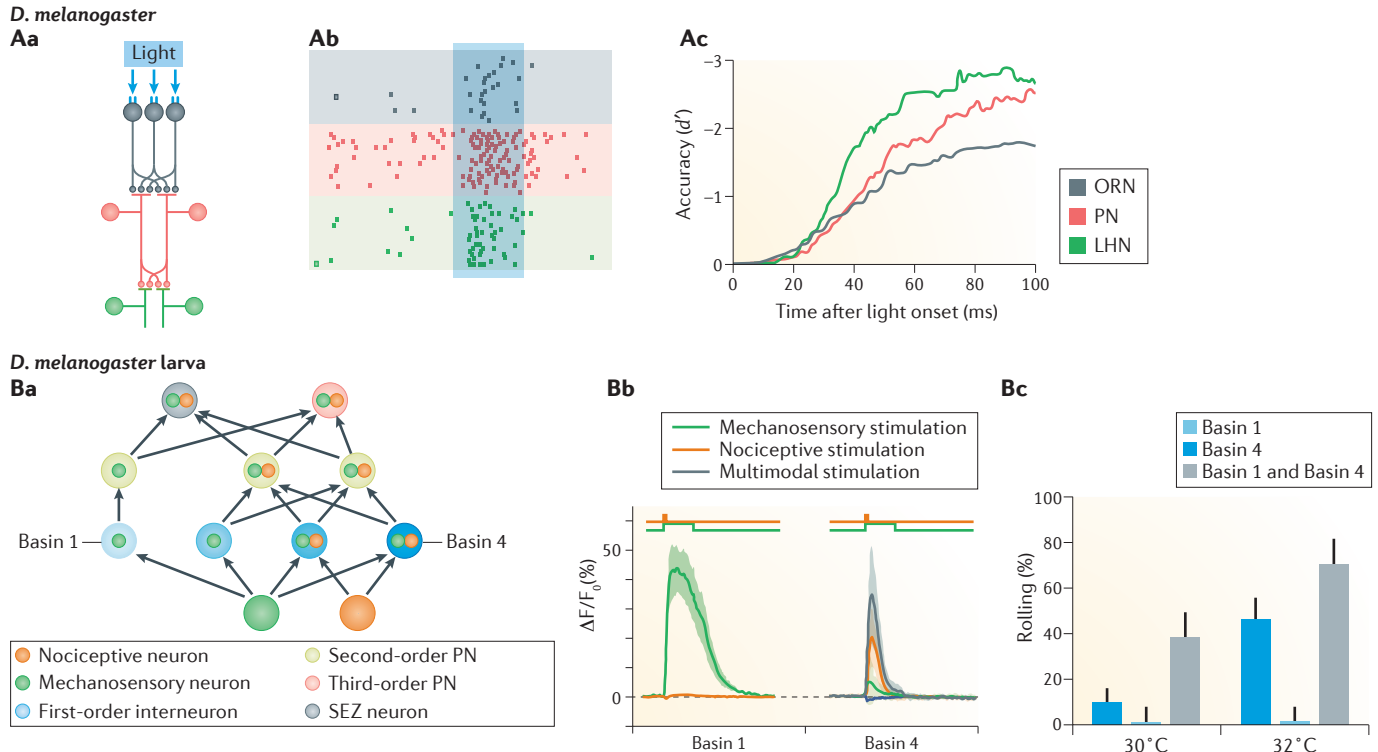 D. melanogaster
Aa
Light
Ab
Ac
Accuracy (d′)
–3
–2
–1
0
0
20
40
60
80
100
Time after light onset (ms)
ORN
PN
LHN
D. melanogaster larva
Ba
Basin 1
Basin 4
Nociceptive neuron
Mechanosensory neuron
First-order interneuron
Second-order PN
Third-order PN
SEZ neuron
Bb
Mechanosensory stimulation
Nociceptive stimulation
Multimodal stimulation
ΔF/F₀(%)
50
0
Basin 1
Basin 4
Bc
Basin 1
Basin 4
Basin 1 and Basin 4
Rolling (%)
100
80
60
40
20
0
30˚C
32˚C